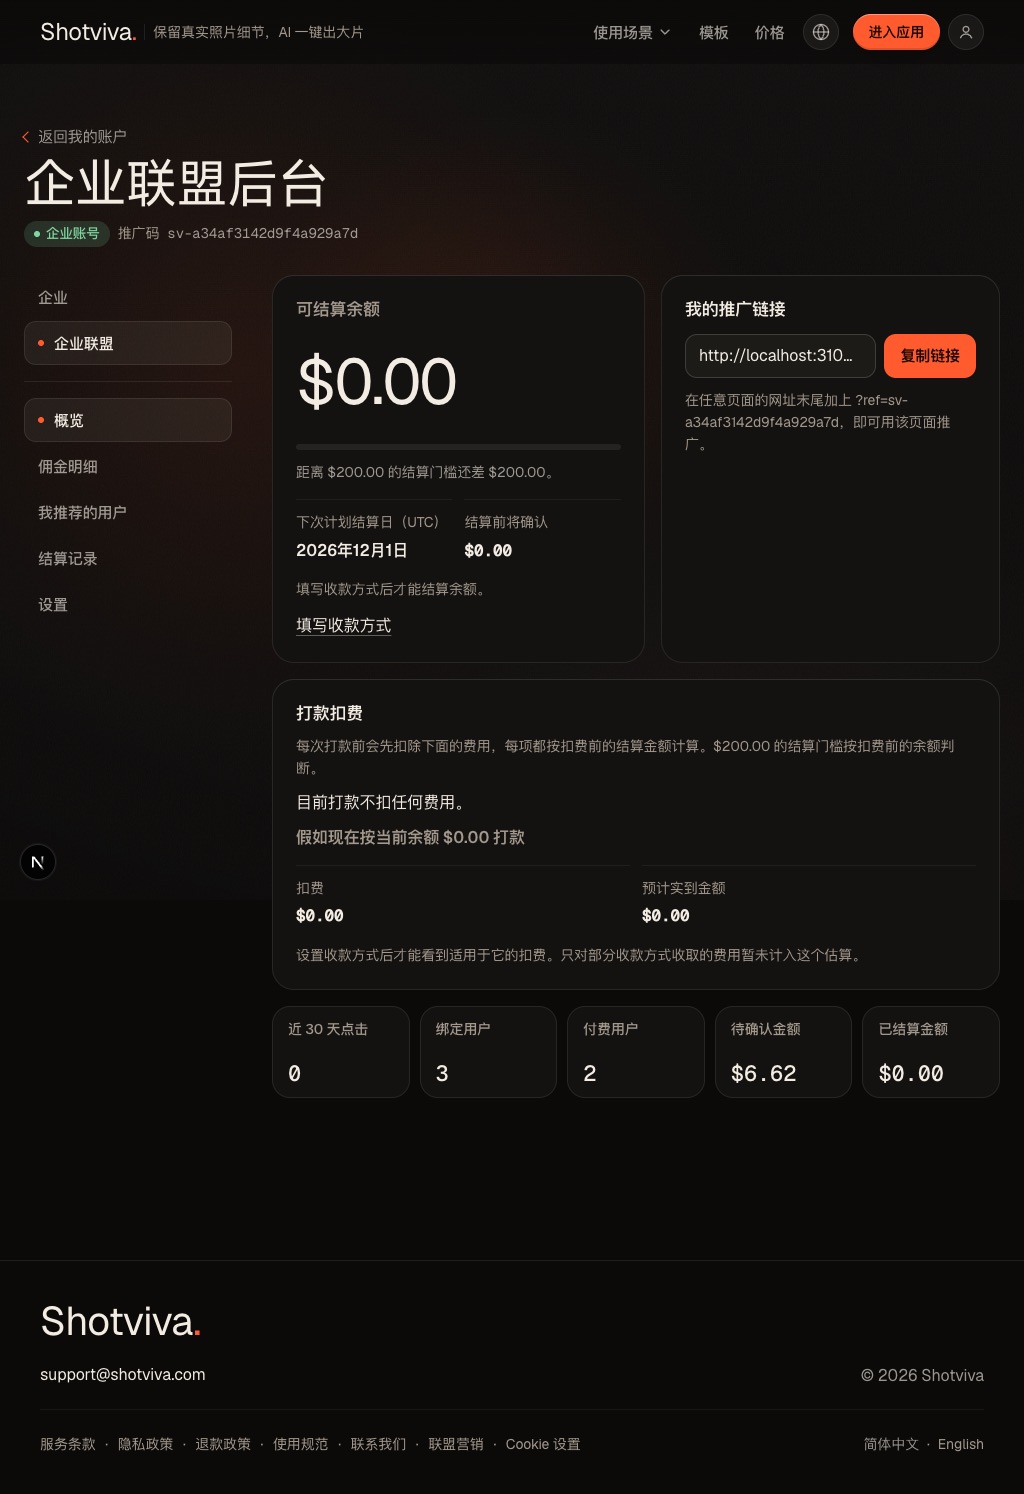 Shotviva.
保留真实照片细节，AI 一键出大片
使用场景
模板
价格
进入应用
返回我的账户
企业联盟后台
企业账号
推广码 sv-a34af3142d9f4a929a7d
企业
企业联盟
概览
佣金明细
我推荐的用户
结算记录
设置
可结算余额
$0.00
距离 $200.00 的结算门槛还差 $200.00。
下次计划结算日（UTC）
2026年12月1日
结算前将确认
$0.00
填写收款方式后才能结算余额。
填写收款方式
我的推广链接
http://localhost:310…
复制链接
在任意页面的网址末尾加上 ?ref=sv-
a34af3142d9f4a929a7d，即可用该页面推
广。
打款扣费
每次打款前会先扣除下面的费用，每项都按扣费前的结算金额计算。$200.00 的结算门槛按扣费前的余额判
断。
目前打款不扣任何费用。
假如现在按当前余额 $0.00 打款
扣费
$0.00
预计实到金额
$0.00
设置收款方式后才能看到适用于它的扣费。只对部分收款方式收取的费用暂未计入这个估算。
近 30 天点击
0
绑定用户
3
付费用户
2
待确认金额
$6.62
已结算金额
$0.00
N
Shotviva.
support@shotviva.com
© 2026 Shotviva
服务条款 · 隐私政策 · 退款政策 · 使用规范 · 联系我们 · 联盟营销 · Cookie 设置
简体中文 · English